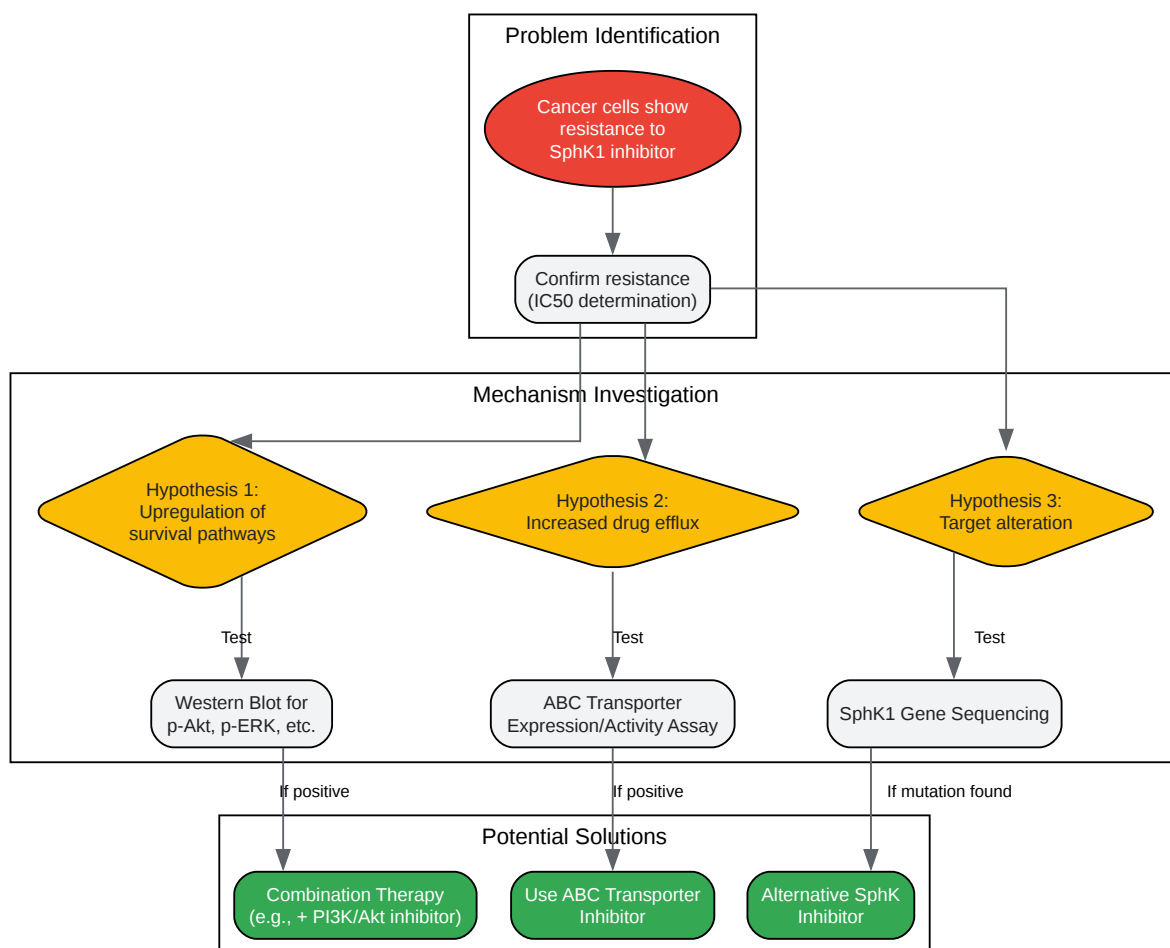 Problem Identification
Cancer cells show
resistance to
SphK1 inhibitor
Confirm resistance
(IC50 determination)
Mechanism Investigation
Hypothesis 1:
Upregulation of
survival pathways
Hypothesis 2:
Increased drug efflux
Hypothesis 3:
Target alteration
Test
Test
Test
Western Blot for
p-Akt, p-ERK, etc.
ABC Transporter
Expression/Activity Assay
SphK1 Gene Sequencing
If positive
If positive
If mutation found
Potential Solutions
Combination Therapy
(e.g., + PI3K/Akt inhibitor)
Use ABC Transporter
Inhibitor
Alternative SphK
Inhibitor